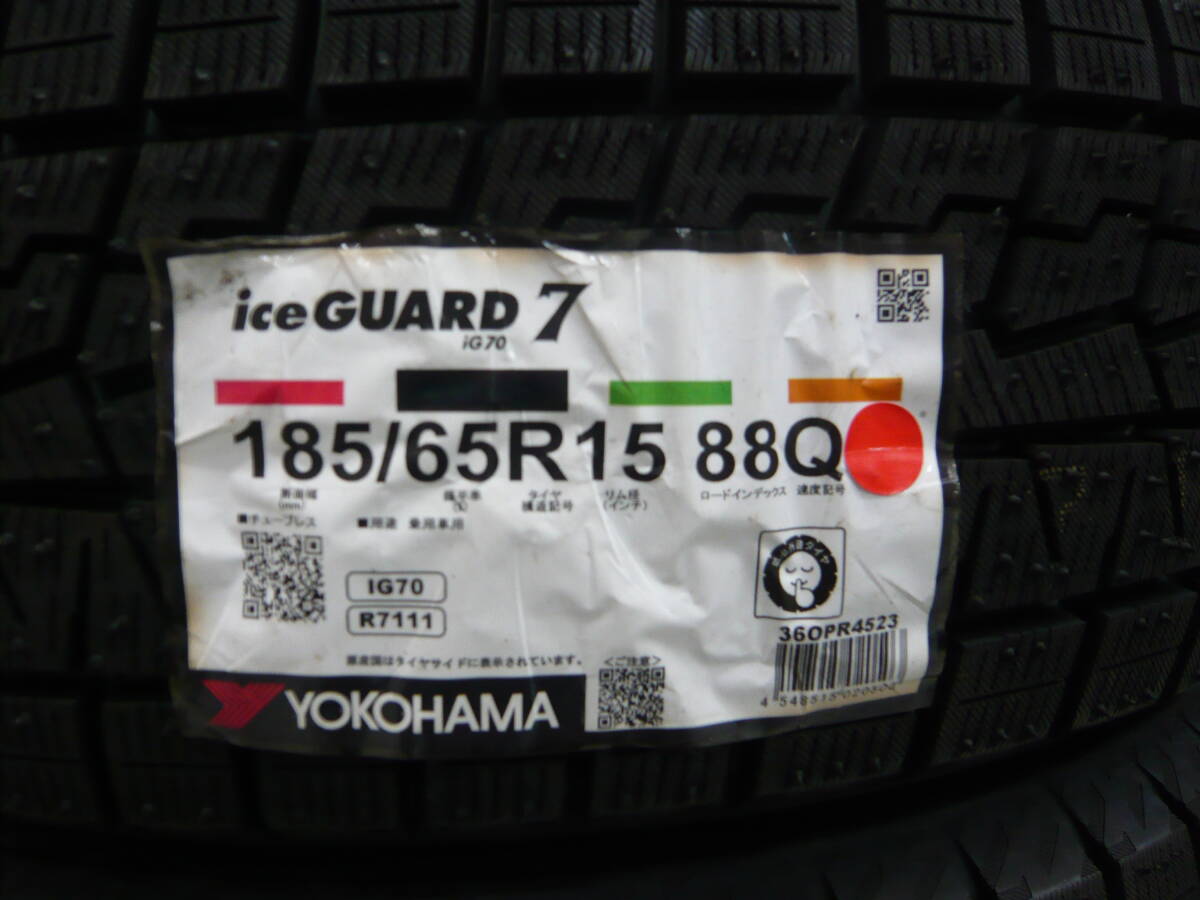 iceGUARD 7
iG70
185/65R15 88Q
断面幅 偏平率 タイヤ リム径 ロードインデックス 速度記号
(mm) (%) 構造記号 (インチ)
■チューブレス ■用途 乗用車用
IG70
R7111
360PR4523
原産国はタイヤサイドに表示されています。 <ご注意>
YOKOHAMA